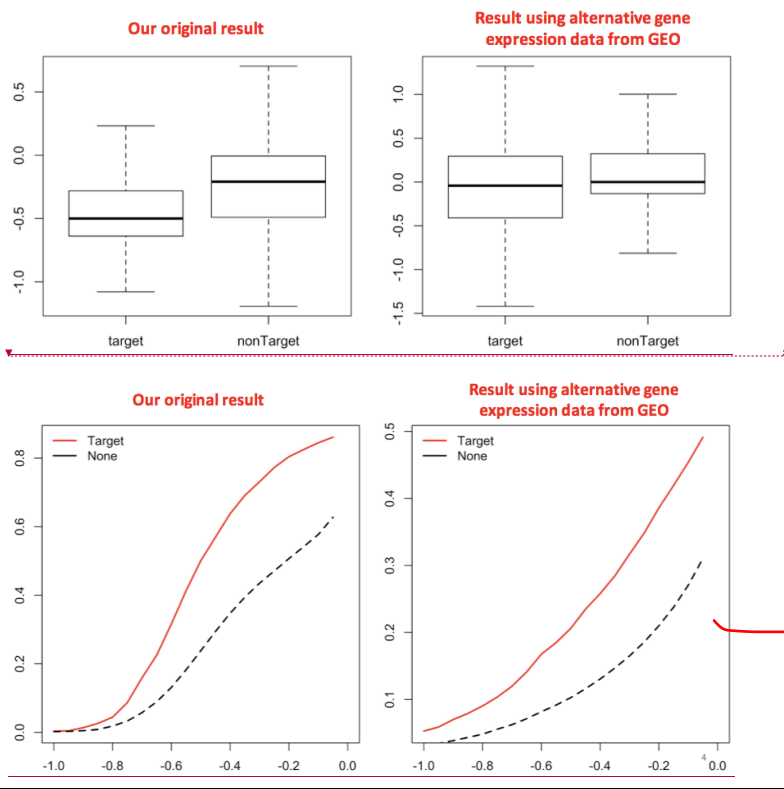 Our original result
Result using alternative gene
expression data from GEO
0.5
0.0
-0.5
-1.0
target
nonTarget
1.0
0.5
0.0
-0.5
-1.0
-1.5
target
nonTarget
Our original result
Result using alternative gene
expression data from GEO
Target
None
0.8
0.6
0.4
0.2
0.0
-1.0 -0.8 -0.6 -0.4 -0.2 0.0
Target
None
0.5
0.4
0.3
0.2
0.1
-1.0 -0.8 -0.6 -0.4 -0.2 0.0
4